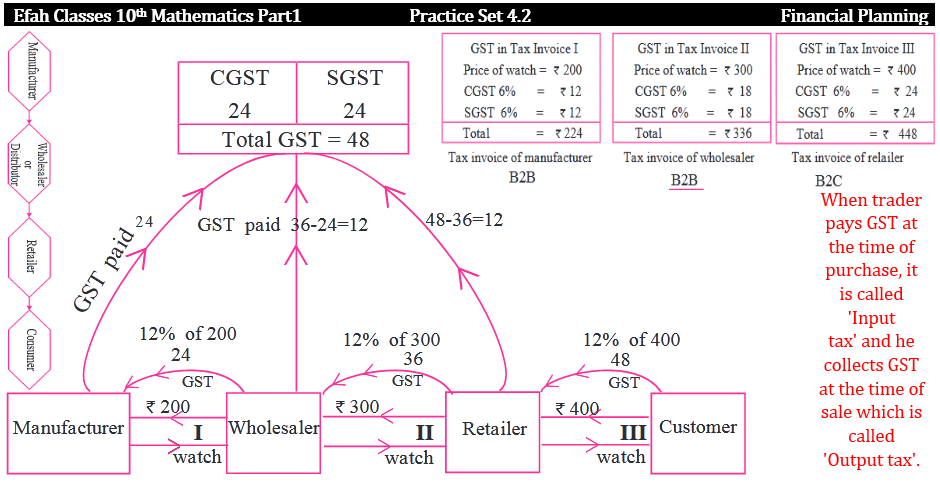 Efah Classes 10th Mathematics Part1 Practice Set 4.2 Financial Planning
Manufacturer
Wholesaler
or
Distributor
Retailer
Consumer
CGST SGST
24 24
Total GST = 48
GST in Tax Invoice I
Price of watch = ₹ 200
CGST 6% = ₹ 12
SGST 6% = ₹ 12
Total = ₹ 224
Tax invoice of manufacturer
B2B
GST in Tax Invoice II
Price of watch = ₹ 300
CGST 6% = ₹ 18
SGST 6% = ₹ 18
Total = ₹ 336
Tax invoice of wholesaler
B2B
GST in Tax Invoice III
Price of watch = ₹ 400
CGST 6% = ₹ 24
SGST 6% = ₹ 24
Total = ₹ 448
Tax invoice of relailer
B2C
When trader
pays GST at
the time of
purchase, it
is called
'Input
tax' and he
collects GST
at the time of
sale which is
called
'Output tax'.
GST paid 24
GST paid 36-24=12
48-36=12
12% of 200
24
GST
12% of 300
36
GST
12% of 400
48
GST
Manufacturer
₹ 200
I
watch
Wholesaler
₹ 300
II
watch
Retailer
₹ 400
III
watch
Customer